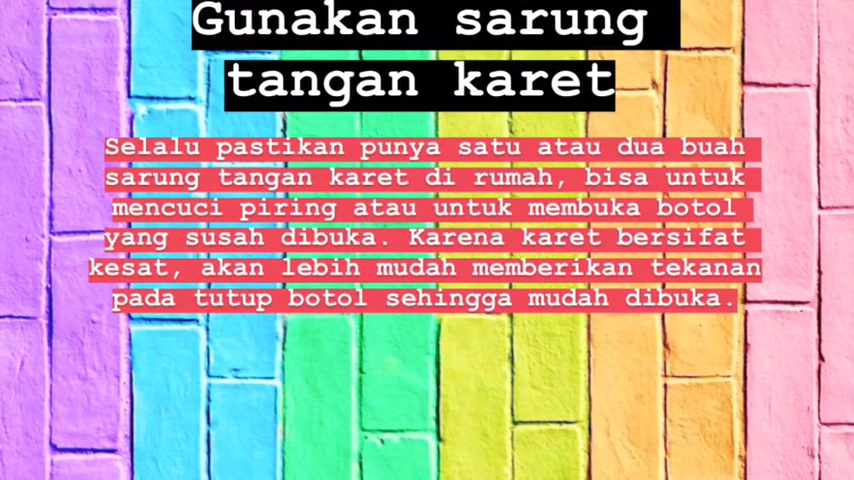 Gunakan sarung
tangan karet
Selalu pastikan punya satu atau dua buah
sarung tangan karet di rumah, bisa untuk
mencuci piring atau untuk membuka botol
yang susah dibuka. Karena karet bersifat
kesat, akan lebih mudah memberikan tekanan
pada tutup botol sehingga mudah dibuka.